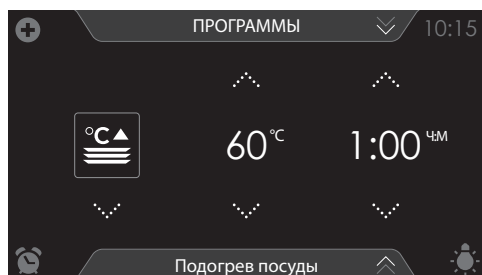 ПРОГРАММЫ
10:15
°C
60 °C
1:00 Ч:М
Подогрев посуды